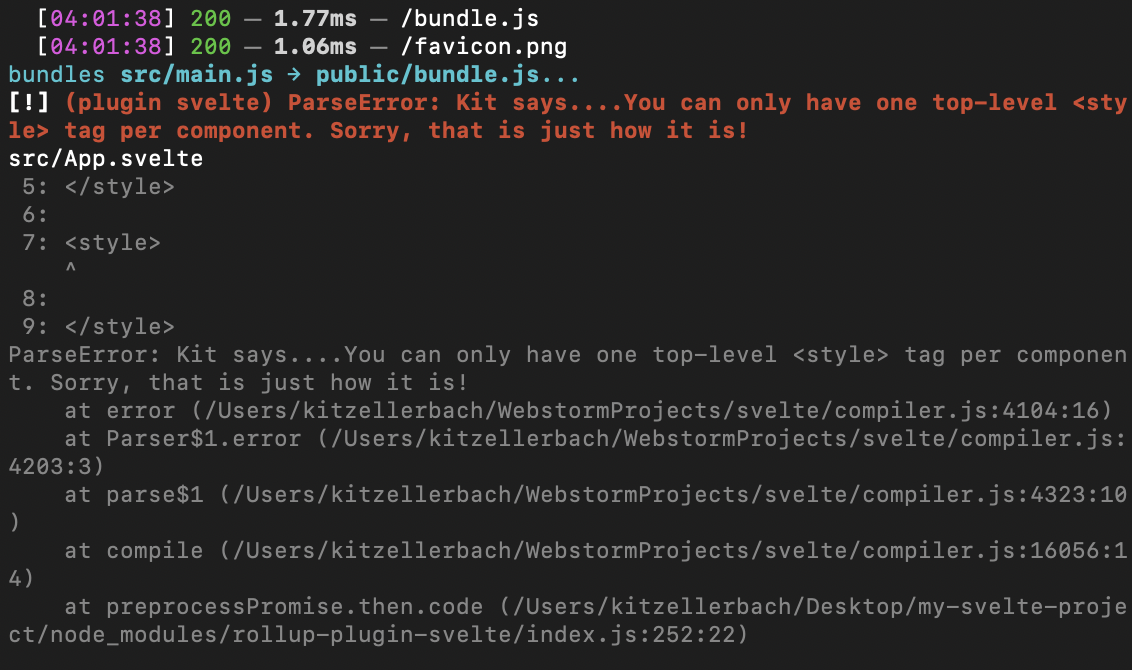 [04:01:38] 200 — 1.77ms — /bundle.js
[04:01:38] 200 — 1.06ms — /favicon.png
bundles src/main.js → public/bundle.js...
[!] (plugin svelte) ParseError: Kit says....You can only have one top-level <sty
le> tag per component. Sorry, that is just how it is!
src/App.svelte
5: </style>
6:
7: <style>
^
8:
9: </style>
ParseError: Kit says....You can only have one top-level <style> tag per componen
t. Sorry, that is just how it is!
at error (/Users/kitzellerbach/WebstormProjects/svelte/compiler.js:4104:16)
at Parser$1.error (/Users/kitzellerbach/WebstormProjects/svelte/compiler.js:
4203:3)
at parse$1 (/Users/kitzellerbach/WebstormProjects/svelte/compiler.js:4323:10
)
at compile (/Users/kitzellerbach/WebstormProjects/svelte/compiler.js:16056:1
4)
at preprocessPromise.then.code (/Users/kitzellerbach/Desktop/my-svelte-proje
ct/node_modules/rollup-plugin-svelte/index.js:252:22)